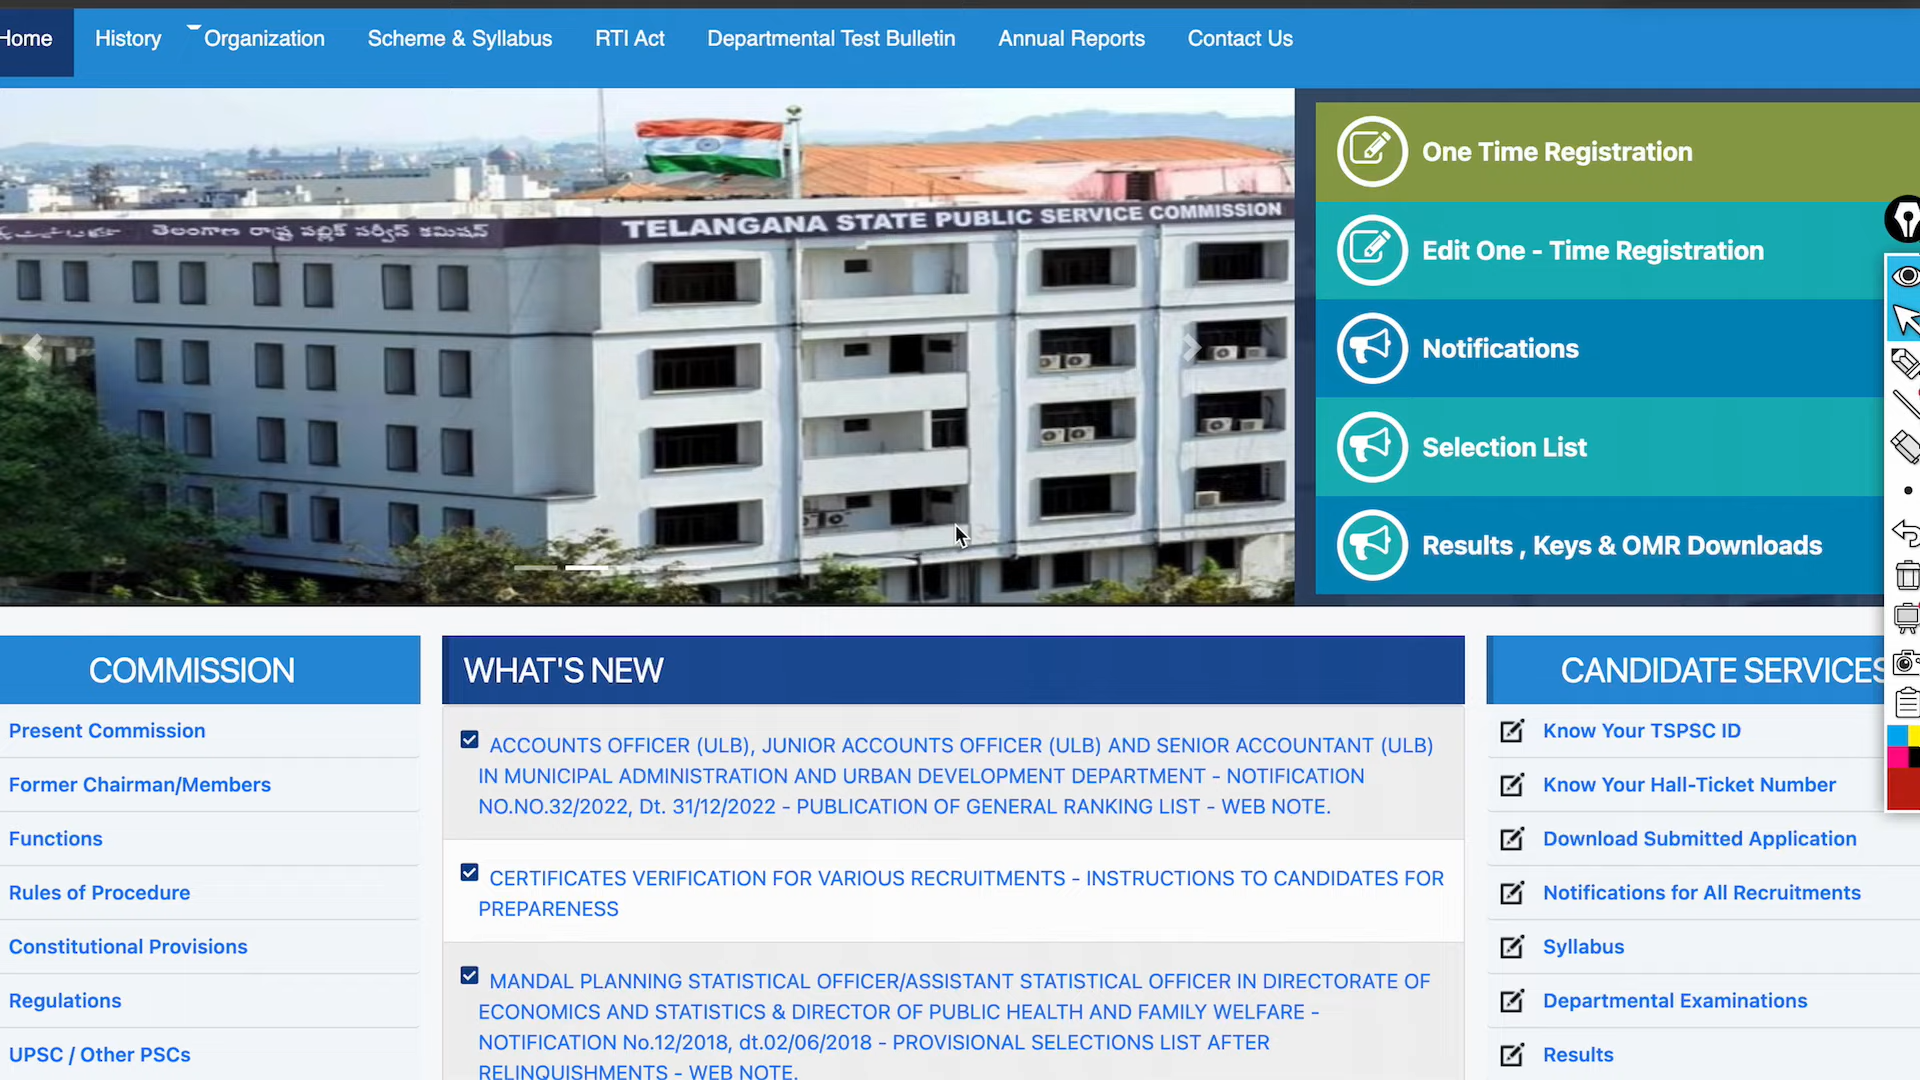 Home History Organization Scheme & Syllabus RTI Act Departmental Test Bulletin Annual Reports Contact Us
తెలంగాణ రాష్ట్ర పబ్లిక్ సర్వీస్ కమిషన్ TELANGANA STATE PUBLIC SERVICE COMMISSION
One Time Registration
Edit One - Time Registration
Notifications
Selection List
Results , Keys & OMR Downloads
COMMISSION
Present Commission
Former Chairman/Members
Functions
Rules of Procedure
Constitutional Provisions
Regulations
UPSC / Other PSCs
WHAT'S NEW
ACCOUNTS OFFICER (ULB), JUNIOR ACCOUNTS OFFICER (ULB) AND SENIOR ACCOUNTANT (ULB)
IN MUNICIPAL ADMINISTRATION AND URBAN DEVELOPMENT DEPARTMENT - NOTIFICATION
NO.NO.32/2022, Dt. 31/12/2022 - PUBLICATION OF GENERAL RANKING LIST - WEB NOTE.
CERTIFICATES VERIFICATION FOR VARIOUS RECRUITMENTS - INSTRUCTIONS TO CANDIDATES FOR
PREPARENESS
MANDAL PLANNING STATISTICAL OFFICER/ASSISTANT STATISTICAL OFFICER IN DIRECTORATE OF
ECONOMICS AND STATISTICS & DIRECTOR OF PUBLIC HEALTH AND FAMILY WELFARE -
NOTIFICATION No.12/2018, dt.02/06/2018 - PROVISIONAL SELECTIONS LIST AFTER
RELINQUISHMENTS - WEB NOTE.
CANDIDATE SERVICES
Know Your TSPSC ID
Know Your Hall-Ticket Number
Download Submitted Application
Notifications for All Recruitments
Syllabus
Departmental Examinations
Results